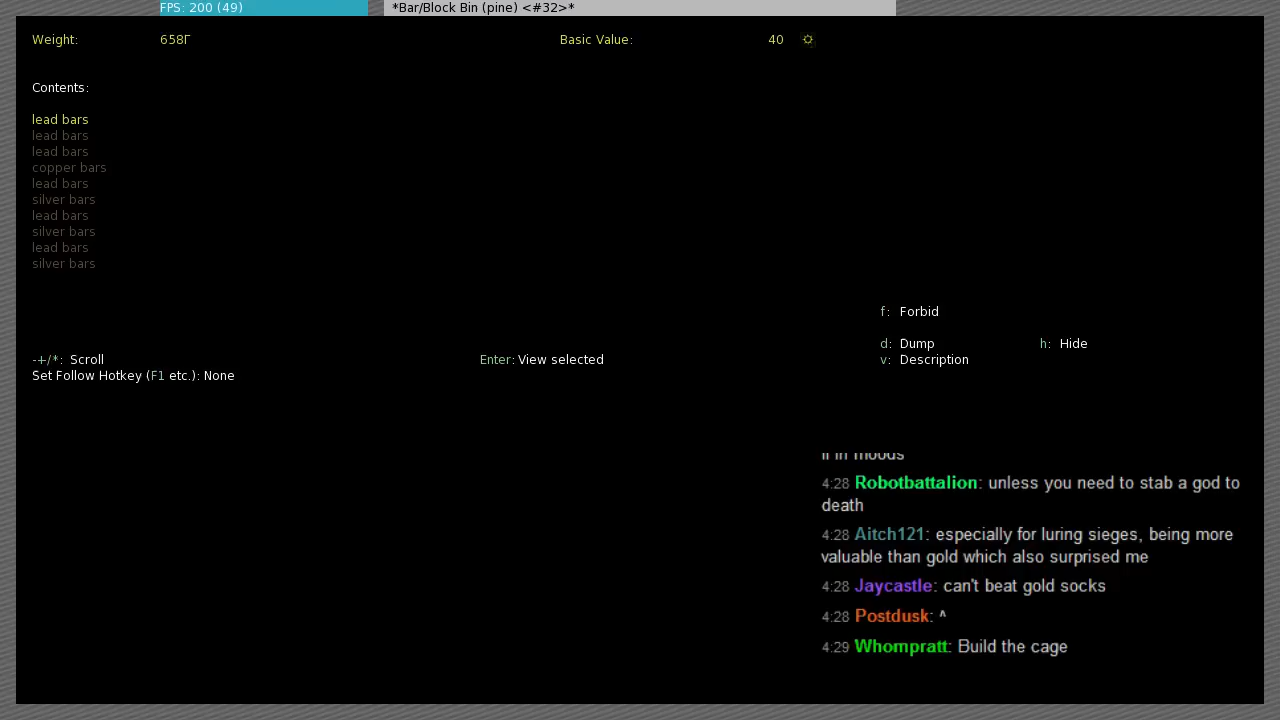 FPS: 200 (49)
*Bar/Block Bin (pine) <#32>*
Weight: 658Γ Basic Value: 40 ☼
Contents:
lead bars
lead bars
lead bars
copper bars
lead bars
silver bars
lead bars
silver bars
lead bars
silver bars
f: Forbid
d: Dump h: Hide
-+/*: Scroll Enter: View selected v: Description
Set Follow Hotkey (F1 etc.): None
4:28 Robotbattalion: unless you need to stab a god to
death
4:28 Aitch121: especially for luring sieges, being more
valuable than gold which also surprised me
4:28 Jaycastle: can't beat gold socks
4:28 Postdusk: ^
4:29 Whompratt: Build the cage